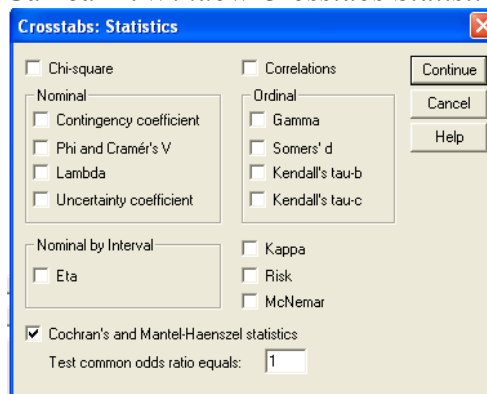 Crosstabs: Statistics
Chi-square
Correlations
Continue
Nominal
Ordinal
Cancel
Contingency coefficient
Gamma
Help
Phi and Cramér's V
Somers' d
Lambda
Kendall's tau-b
Uncertainty coefficient
Kendall's tau-c
Nominal by Interval
Kappa
Eta
Risk
McNemar
Cochran's and Mantel-Haenszel statistics
Test common odds ratio equals: 1